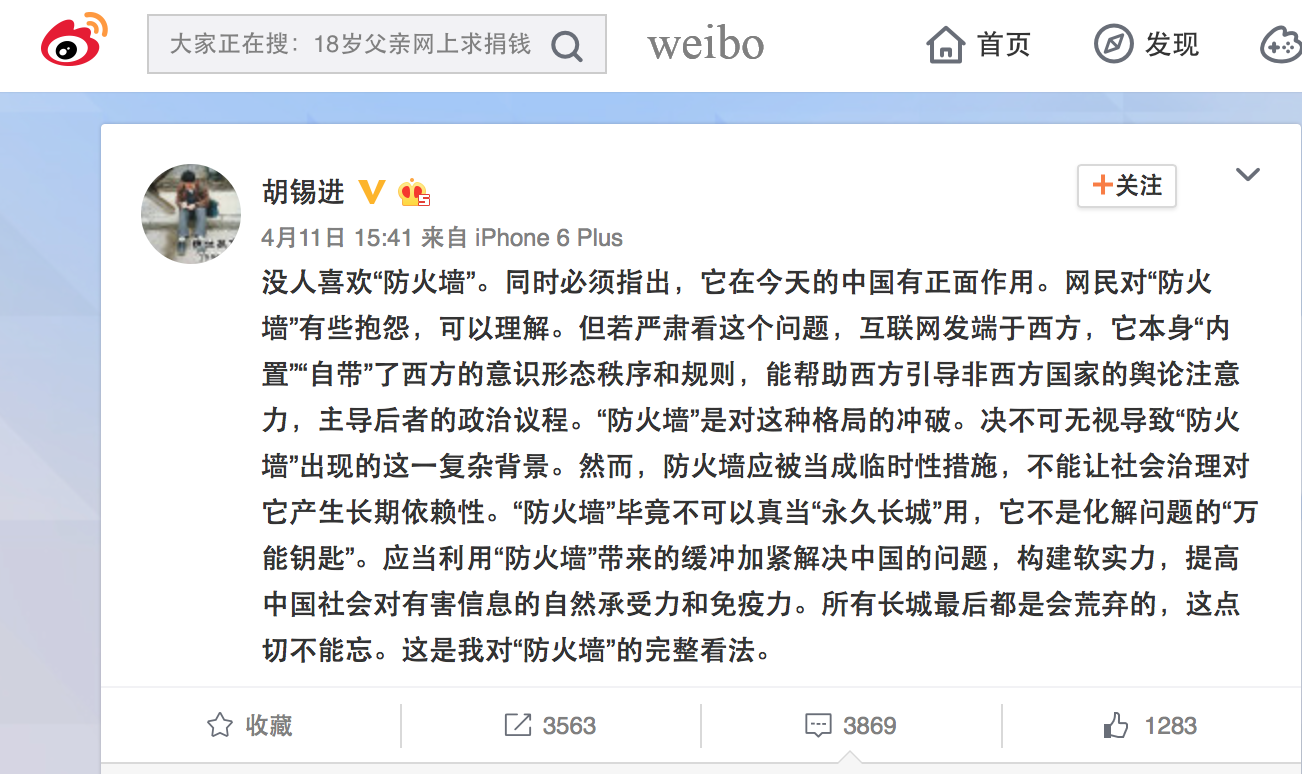 大家正在搜：18岁父亲网上求捐钱
weibo
首页
发现
胡锡进
+关注
4月11日 15:41 来自 iPhone 6 Plus
没人喜欢“防火墙”。同时必须指出，它在今天的中国有正面作用。网民对“防火
墙”有些抱怨，可以理解。但若严肃看这个问题，互联网发端于西方，它本身“内
置”“自带”了西方的意识形态秩序和规则，能帮助西方引导非西方国家的舆论注意
力，主导后者的政治议程。“防火墙”是对这种格局的冲破。决不可无视导致“防火
墙”出现的这一复杂背景。然而，防火墙应被当成临时性措施，不能让社会治理对
它产生长期依赖性。“防火墙”毕竟不可以真当“永久长城”用，它不是化解问题的“万
能钥匙”。应当利用“防火墙”带来的缓冲加紧解决中国的问题，构建软实力，提高
中国社会对有害信息的自然承受力和免疫力。所有长城最后都是会荒弃的，这点
切不能忘。这是我对“防火墙”的完整看法。
收藏
3563
3869
1283